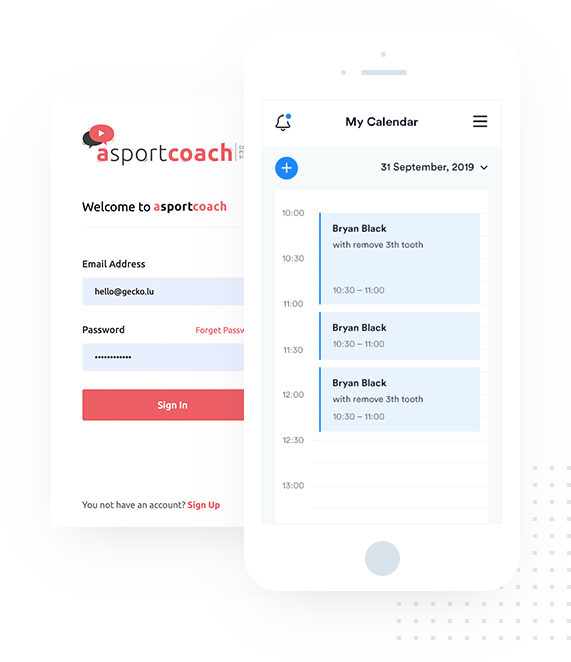 asportcoach
Welcome to asportcoach
Email Address
hello@gecko.lu
Password
Forget
Sign In
You not have an account? Sign Up
My Calendar
31 September, 2019
10:00
Bryan Black
with remove 3th tooth
10:30
10:30 – 11:00
11:00
Bryan Black
10:30 – 11:00
11:30
Bryan Black
12:00
with remove 3th tooth
10:30 – 11:00
12:30
13:00